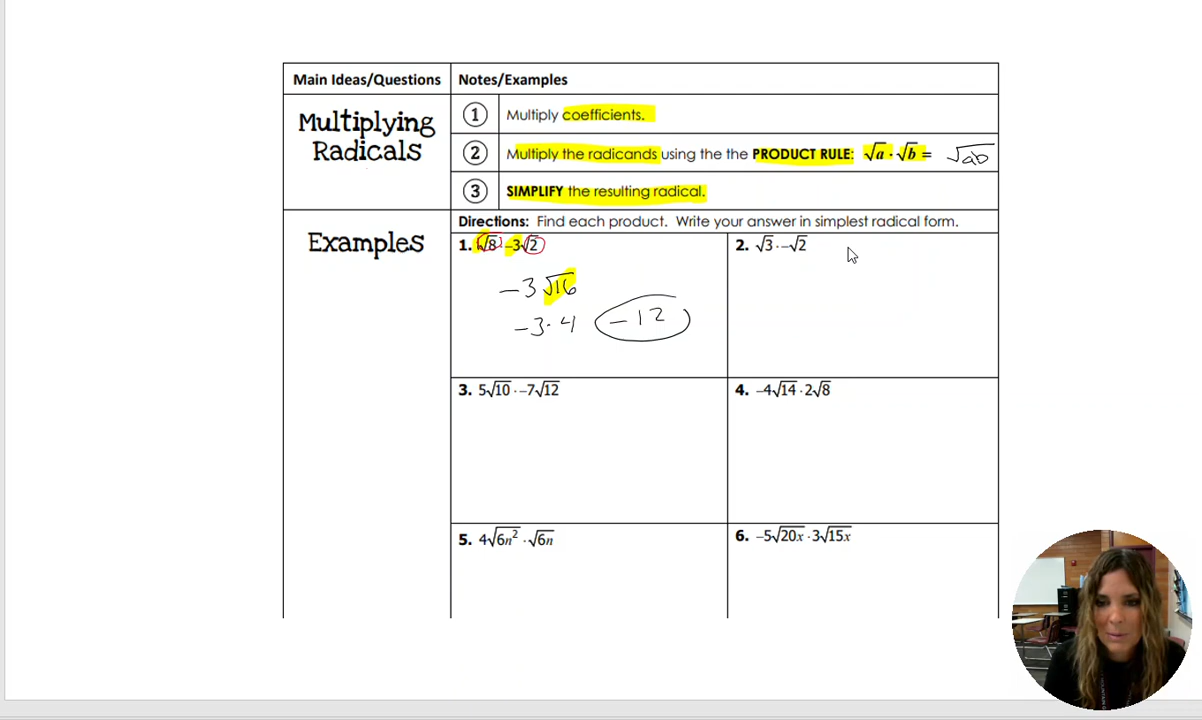 Main Ideas/Questions Notes/Examples
Multiplying Radicals
① Multiply coefficients.
② Multiply the radicands using the the PRODUCT RULE: √a · √b = √ab
③ SIMPLIFY the resulting radical.
Examples
Directions: Find each product. Write your answer in simplest radical form.
1. √8 · –3√2
–3√16
–3·4 –12
2. √3 · –√2
3. 5√10 · –7√12
4. –4√14 · 2√8
5. 4√6n² · √6n
6. –5√20x · 3√15x